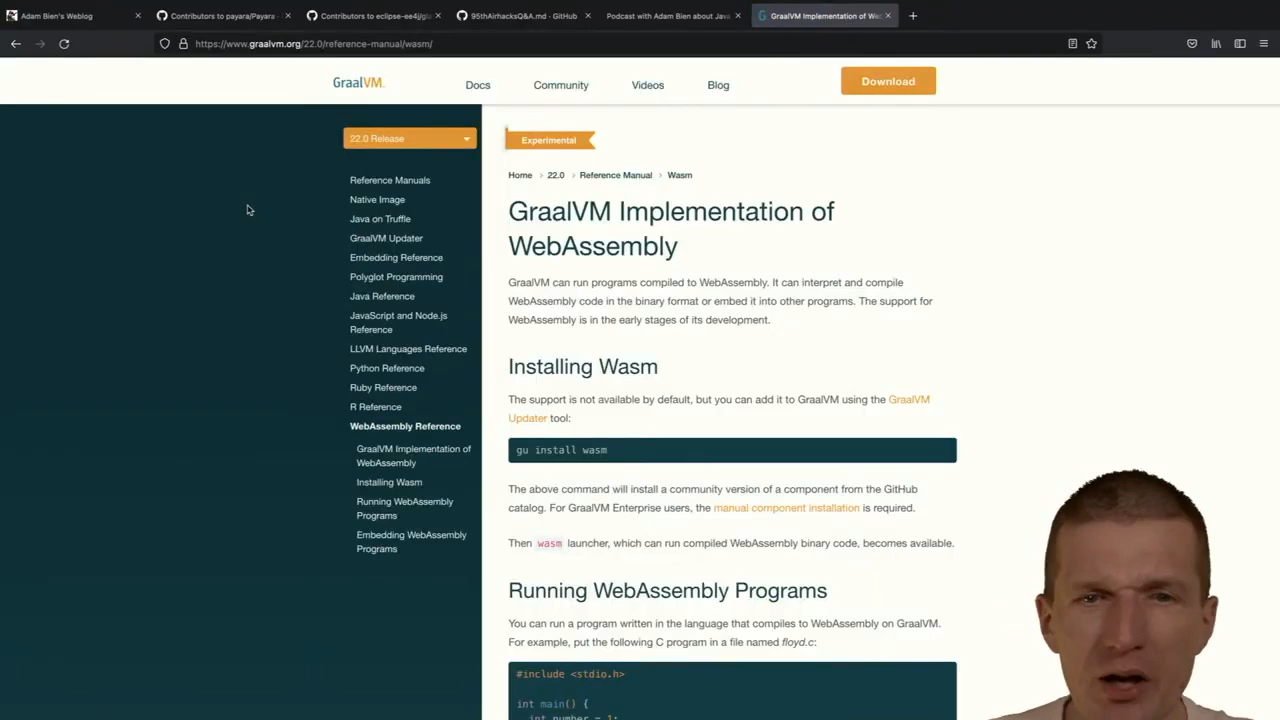 Adam Bien's Weblog
Contributors to payara/Payara
Contributors to eclipse-ee4j/gla
95thAirhacksQ&A.md · GitHub
Podcast with Adam Bien about Java
GraalVM Implementation of We
https://www.graalvm.org/22.0/reference-manual/wasm/
GraalVM™
Docs
Community
Videos
Blog
Download
22.0 Release
Reference Manuals
Native Image
Java on Truffle
GraalVM Updater
Embedding Reference
Polyglot Programming
Java Reference
JavaScript and Node.js
Reference
LLVM Languages Reference
Python Reference
Ruby Reference
R Reference
WebAssembly Reference
GraalVM Implementation of
WebAssembly
Installing Wasm
Running WebAssembly
Programs
Embedding WebAssembly
Programs
Experimental
Home > 22.0 > Reference Manual > Wasm
GraalVM Implementation of
WebAssembly
GraalVM can run programs compiled to WebAssembly. It can interpret and compile
WebAssembly code in the binary format or embed it into other programs. The support for
WebAssembly is in the early stages of its development.
Installing Wasm
The support is not available by default, but you can add it to GraalVM using the GraalVM
Updater tool:
gu install wasm
The above command will install a community version of a component from the GitHub
catalog. For GraalVM Enterprise users, the manual component installation is required.
Then wasm launcher, which can run compiled WebAssembly binary code, becomes available.
Running WebAssembly Programs
You can run a program written in the language that compiles to WebAssembly on GraalVM.
For example, put the following C program in a file named floyd.c:
#include <stdio.h>
int main() {
int number = 1;